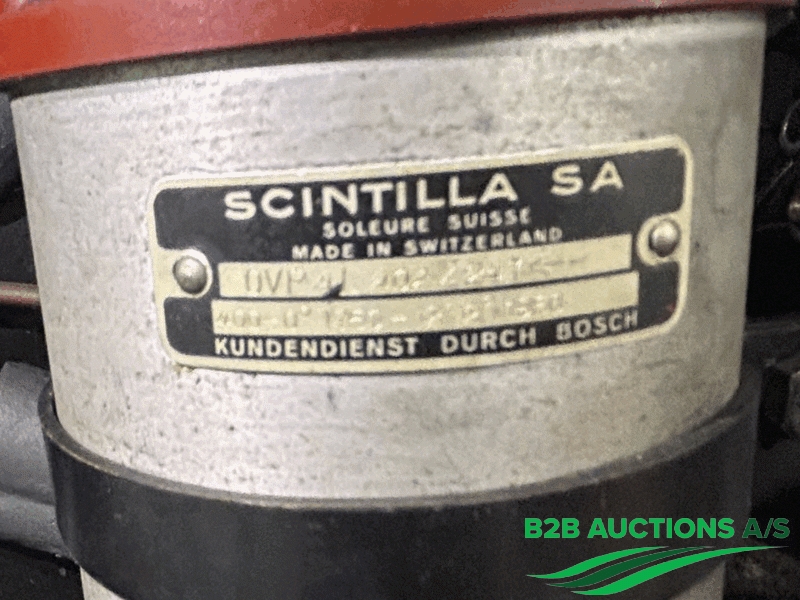 SCINTILLA SA
SOLEURE SUISSE
MADE IN SWITZERLAND
KUNDENDIENST DURCH BOSCH
B2B AUCTIONS A/S